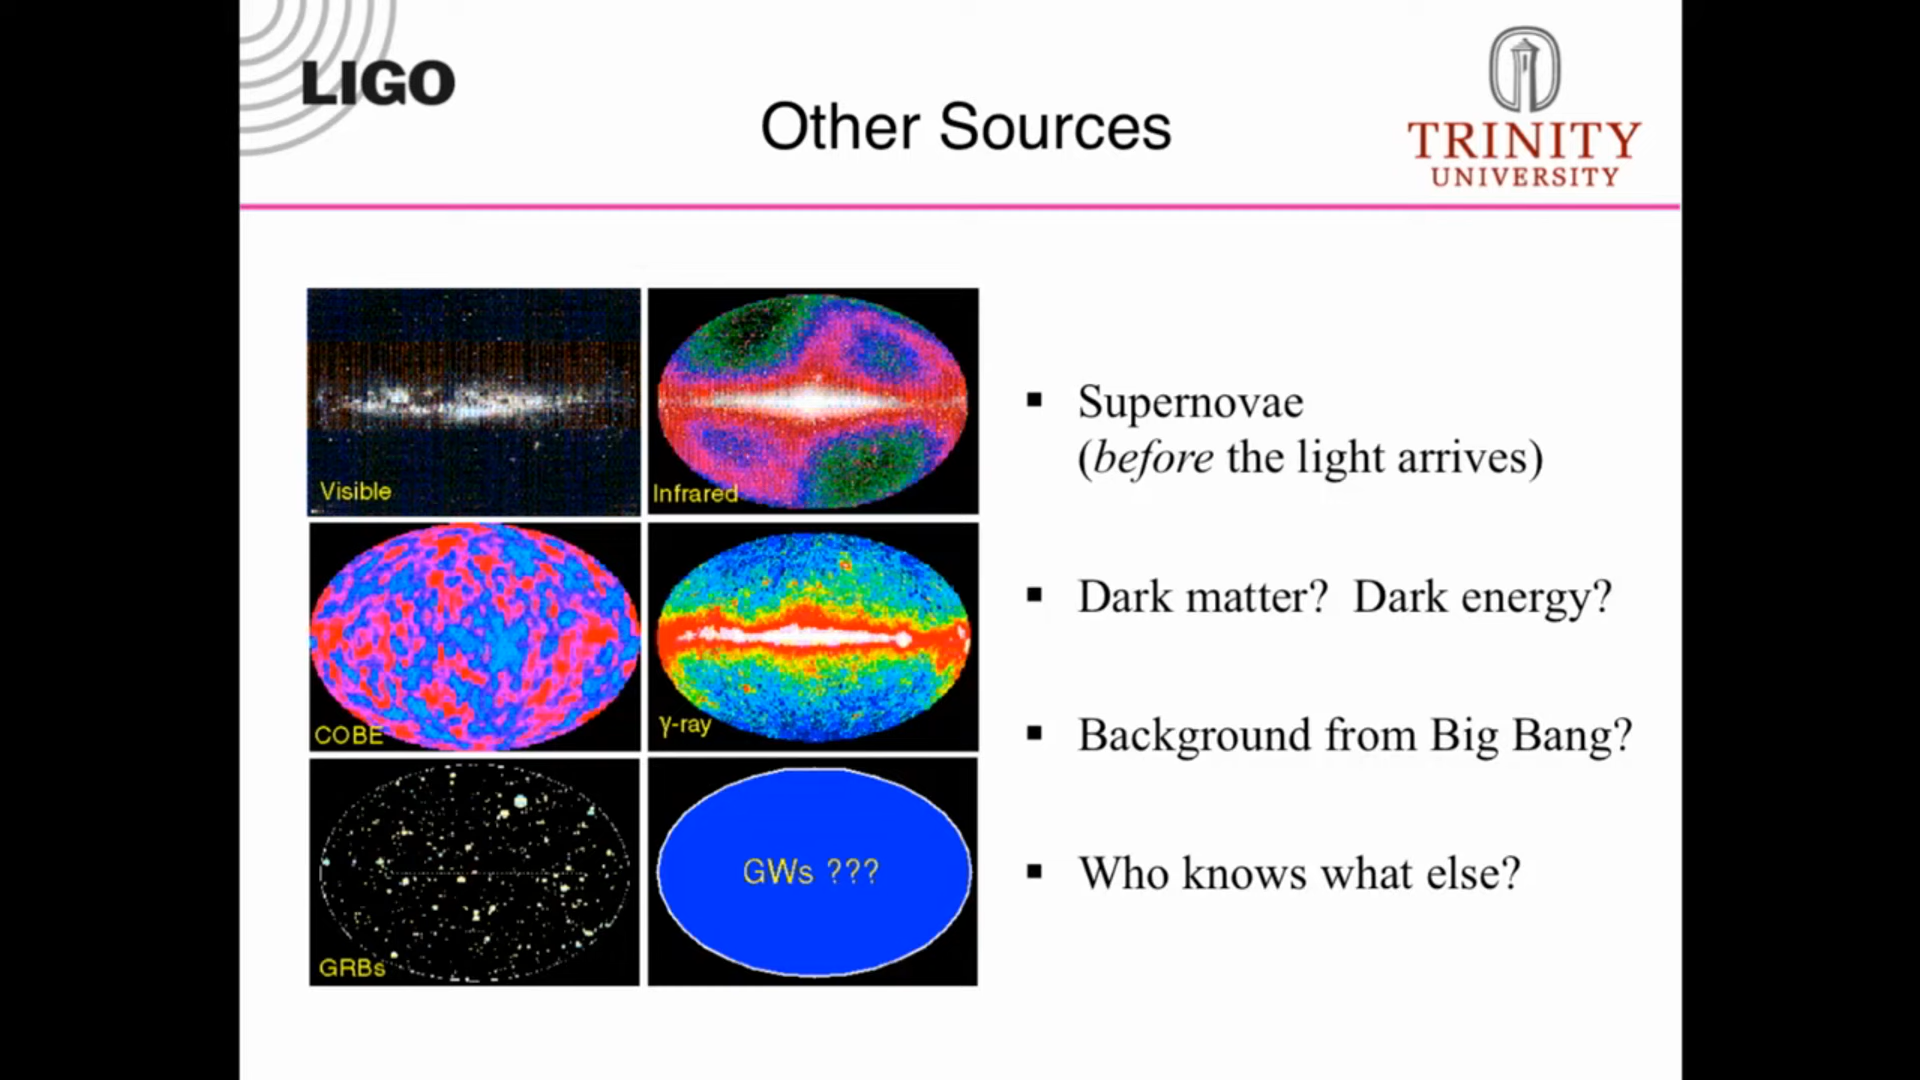 LIGO
Other Sources
TRINITY
UNIVERSITY
Visible
Infrared
COBE
γ-ray
GRBs
GWs ???
▪ Supernovae
(before the light arrives)
▪ Dark matter? Dark energy?
▪ Background from Big Bang?
▪ Who knows what else?